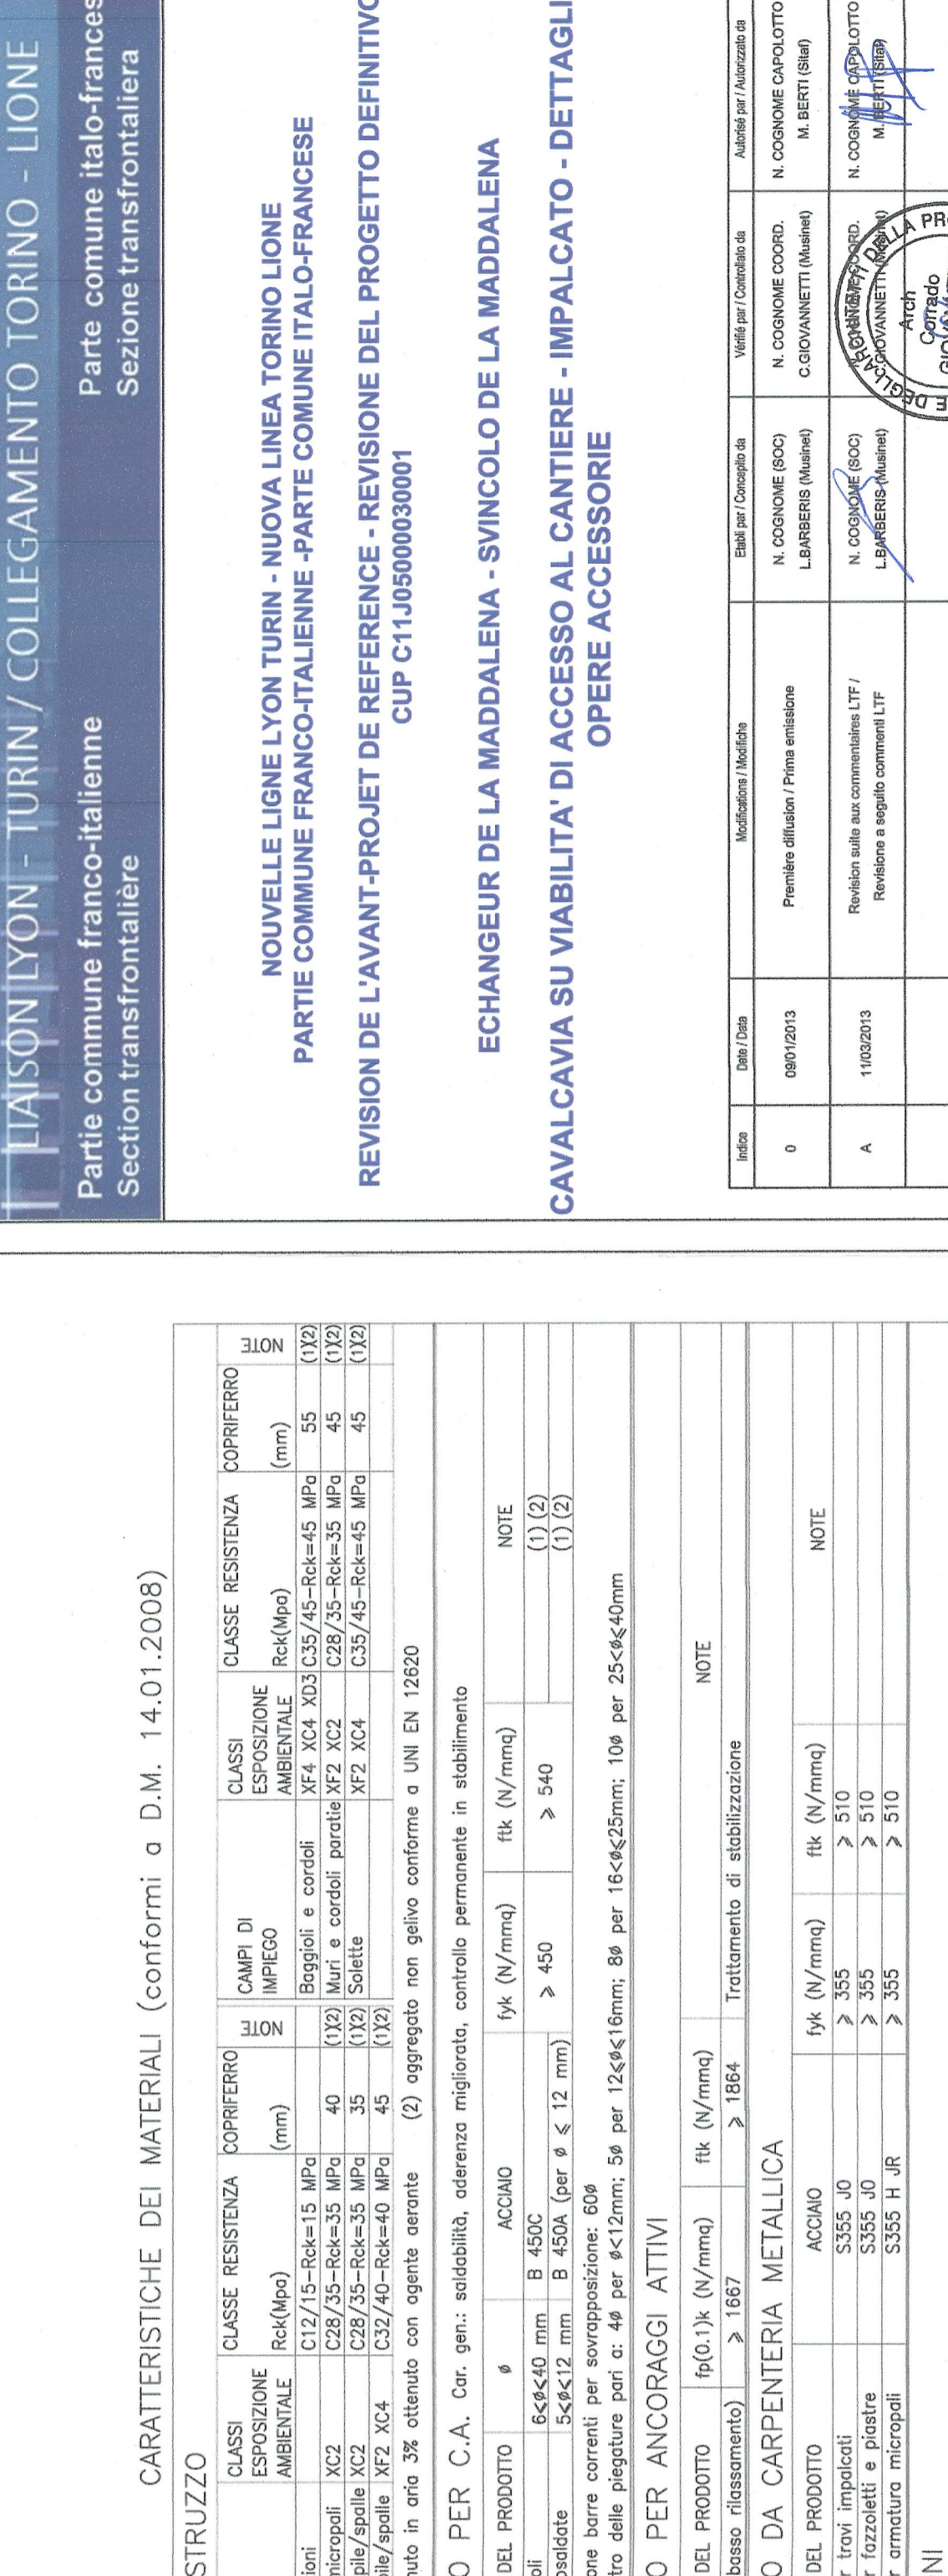 LIAISON LYON - TURIN / COLLEGAMENTO TORINO - LIONE
Partie commune franco-italienne
Section transfrontalière
Parte comune italo-frances
Sezione transfrontaliera
NOUVELLE LIGNE LYON TURIN - NUOVA LINEA TORINO LIONE
PARTIE COMMUNE FRANCO-ITALIENNE -PARTE COMUNE ITALO-FRANCESE
REVISION DE L'AVANT-PROJET DE REFERENCE - REVISIONE DEL PROGETTO DEFINITIVO
CUP C11J05000030001
ECHANGEUR DE LA MADDALENA - SVINCOLO DE LA MADDALENA
CAVALCAVIA SU VIABILITA' DI ACCESSO AL CANTIERE - IMPALCATO - DETTAGLI
OPERE ACCESSORIE
Indice Date / Data Modifications / Modifiche Etabli par / Concepito da Vérifié par / Controllato da Autorisé par / Autorizzato da
0 09/01/2013 Première diffusion / Prima emissione N. COGNOME (SOC) N. COGNOME COORD. N. COGNOME CAPOLOTTO
L.BARBERIS (Musinet) C.GIOVANNETTI (Musinet) M. BERTI (Sitaf)
A 11/03/2013 Revision suite aux commentaires LTF / N. COGNOME (SOC) N. COGNOME CAPOLOTTO
Revisione a seguito commenti LTF L.BARBERIS (Musinet) C.GIOVANNETTI (Musinet) M. BERTI (Sitaf)
Arch
Corrado
CARATTERISTICHE DEI MATERIALI (conformi a D.M. 14.01.2008)
STRUZZO
CLASSI ESPOSIZIONE AMBIENTALE CLASSE RESISTENZA Rck(Mpa) COPRIFERRO (mm) NOTE CAMPI DI IMPIEGO CLASSI ESPOSIZIONE AMBIENTALE CLASSE RESISTENZA Rck(Mpa) COPRIFERRO (mm) NOTE
ioni C12/15-Rck=15 MPa Baggioli e cordoli XF4 XC4 XD3 C35/45-Rck=45 MPa 55 (1)(2)
micropali XC2 C28/35-Rck=35 MPa 40 (1)(2) Muri e cordoli paratie XF2 XC2 C28/35-Rck=35 MPa 45 (1)(2)
pile/spalle XC2 C28/35-Rck=35 MPa 35 (1)(2) Solette XF2 XC4 C35/45-Rck=45 MPa 45 (1)(2)
ile/spalle XF2 XC4 C32/40-Rck=40 MPa 45 (1)(2)
nuto in aria 3% ottenuto con agente aerante (2) aggregato non gelivo conforme a UNI EN 12620
O PER C.A. Car. gen.: saldabilità, aderenza migliorata, controllo permanente in stabilimento
DEL PRODOTTO ø ACCIAIO fyk (N/mmq) ftk (N/mmq) NOTE
oli 6⩽ø⩽40 mm B 450C ⩾ 450 ⩾ 540 (1) (2)
osaldate 5⩽ø⩽12 mm B 450A (per ø ⩽ 12 mm) (1) (2)
one barre correnti per sovrapposizione: 60ø
tro delle piegature pari a: 4ø per ø<12mm; 5ø per 12⩽ø⩽16mm; 8ø per 16<ø⩽25mm; 10ø per 25<ø⩽40mm
O PER ANCORAGGI ATTIVI
DEL PRODOTTO fp(0.1)k (N/mmq) ftk (N/mmq) NOTE
basso rilassamento) ⩾ 1667 ⩾ 1864 Trattamento di stabilizzazione
O DA CARPENTERIA METALLICA
DEL PRODOTTO ACCIAIO fyk (N/mmq) ftk (N/mmq) NOTE
r travi impalcati S355 J0 ⩾ 355 ⩾ 510
r fazzoletti e piastre S355 J0 ⩾ 355 ⩾ 510
r armatura micropali S355 H JR ⩾ 355 ⩾ 510
NI